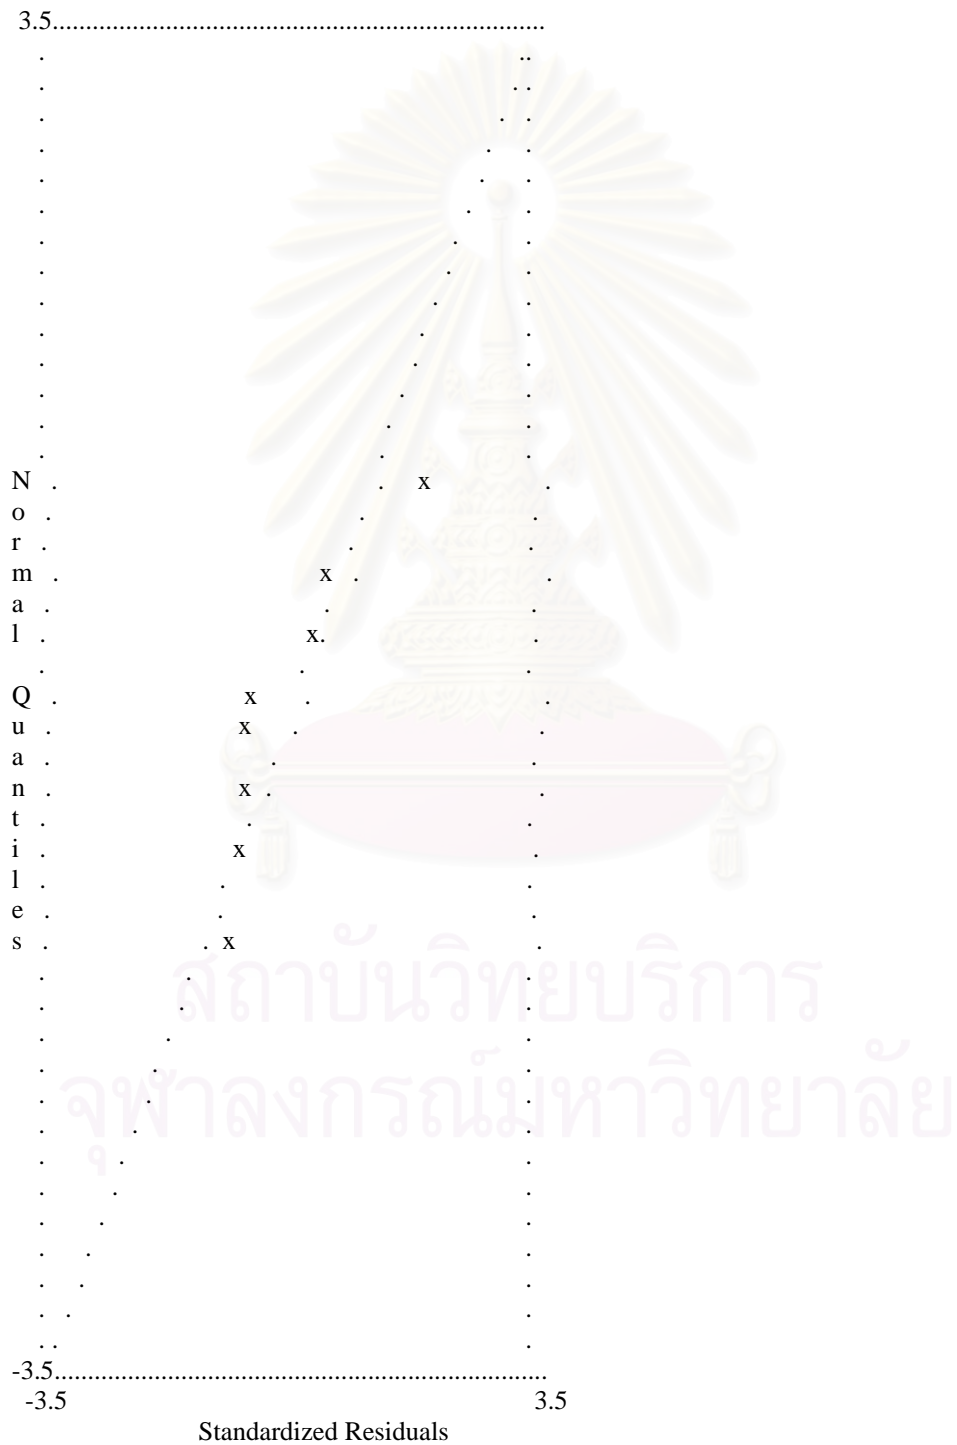 3.5..........................................................................
. ..
. . .
. . .
. . .
. . .
. . .
. . .
. . .
. . .
. . .
. . .
. . .
. . .
. . .
N . . x .
o . . .
r . . .
m . x . .
a . . .
l . x. .
. . .
Q . x . .
u . x . .
a . . .
n . x . .
t . . .
i . x .
l . . .
e . . .
s . . x .
. . .
. . .
. . .
. . .
. . .
. . .
. . .
. . .
. . .
. . .
. . .
. . .
. . .
-3.5..........................................................................
-3.5 3.5
Standardized Residuals
สถาบันวิทยบริการ
จุฬาลงกรณ์มหาวิทยาลัย